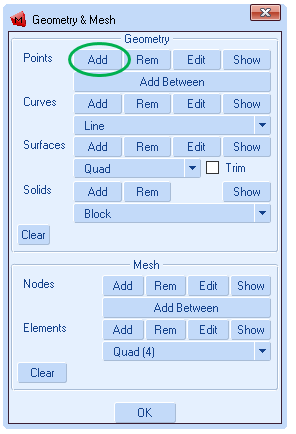 Geometry & Mesh
Geometry
Points Add Rem Edit Show
Add Between
Curves Add Rem Edit Show
Line
Surfaces Add Rem Edit Show
Quad Trim
Solids Add Rem Show
Block
Clear
Mesh
Nodes Add Rem Edit Show
Add Between
Elements Add Rem Edit Show
Quad (4)
Clear
OK